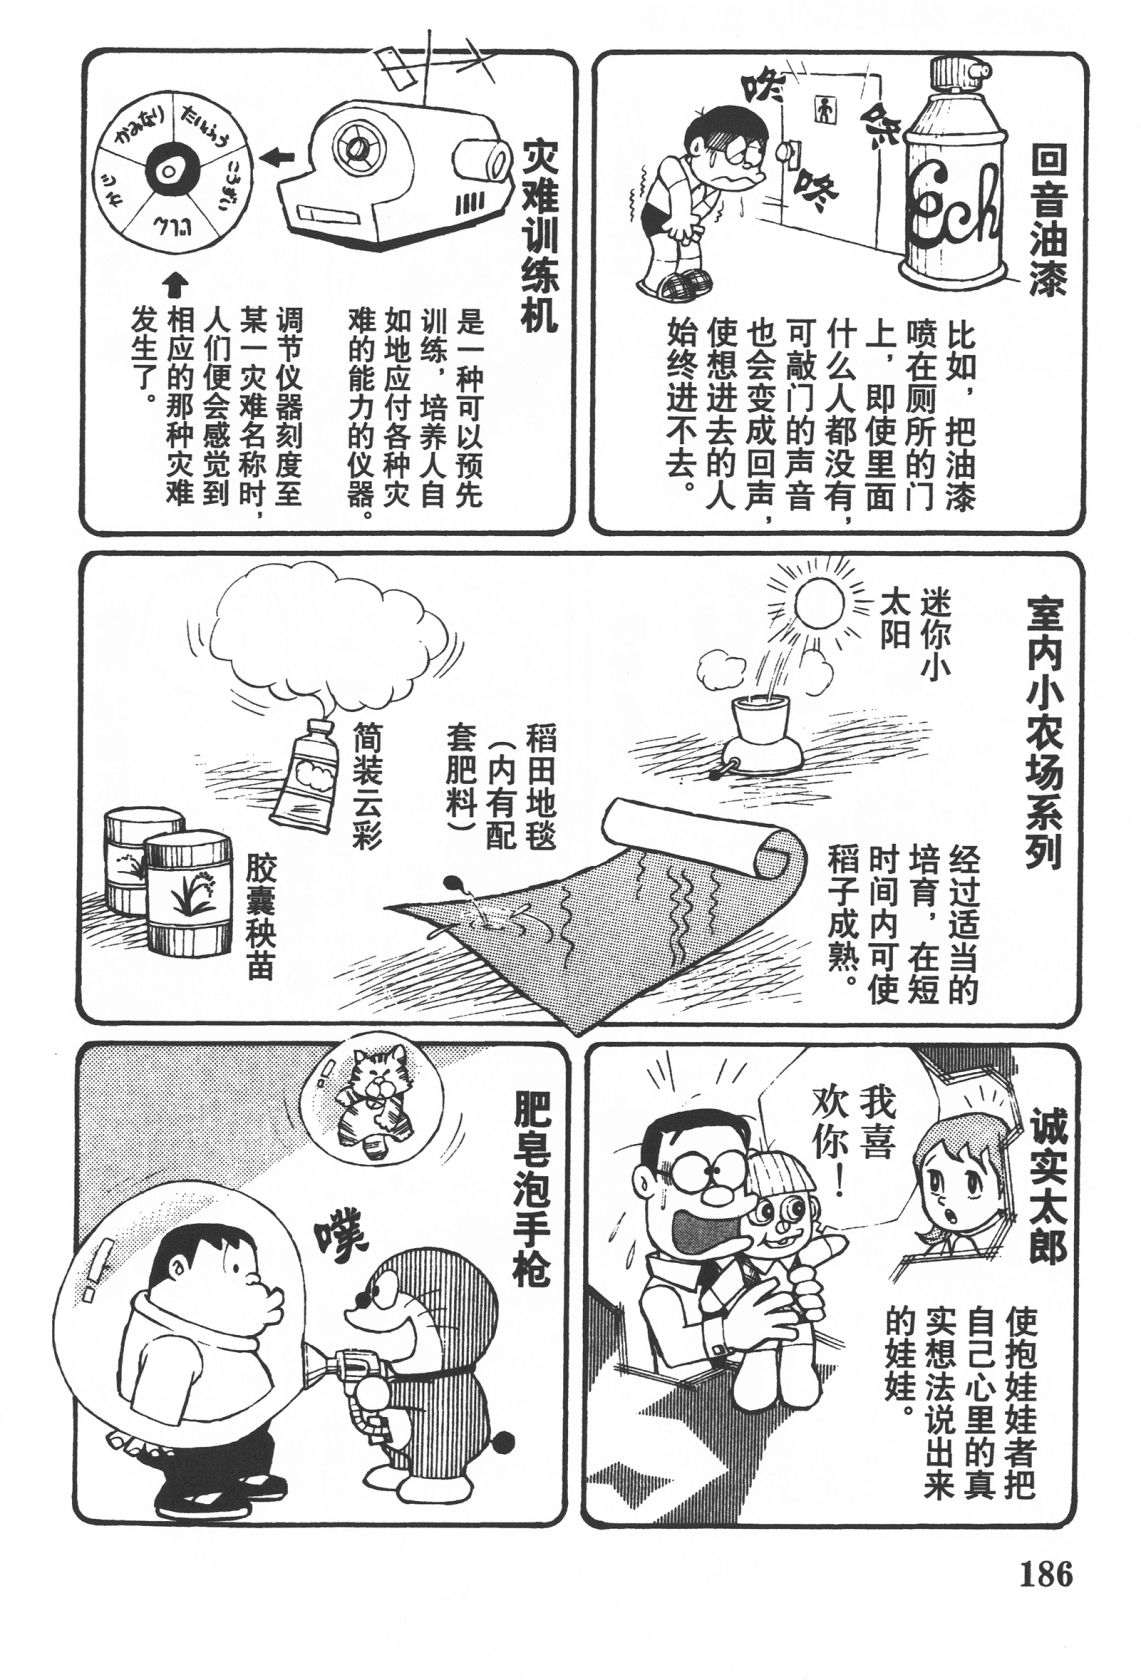 回音油漆
咚
咚
咚
Ech
比如，把油漆
喷在厕所的门
上，即使里面
什么人都没有，
可敲门的声音
也会变成回声，
使想进去的人
始终进不去。
灾难训练机
たいふう
こうずい
かみなり
是一种可以预先
训练，培养人自
如地应付各种灾
难的能力的仪器。
调节仪器刻度至
某一灾难名称时，
人们便会感觉到
相应的那种灾难
发生了。
室内小农场系列
迷你小
太阳
经过适当的
培育，在短
时间内可使
稻子成熟。
稻田地毯
（内有配
套肥料）
简装云彩
胶囊秧苗
诚实太郎
我喜
欢你！
使抱娃娃者把
自己心里的真
实想法说出来
的娃娃。
肥皂泡手枪
噗
186